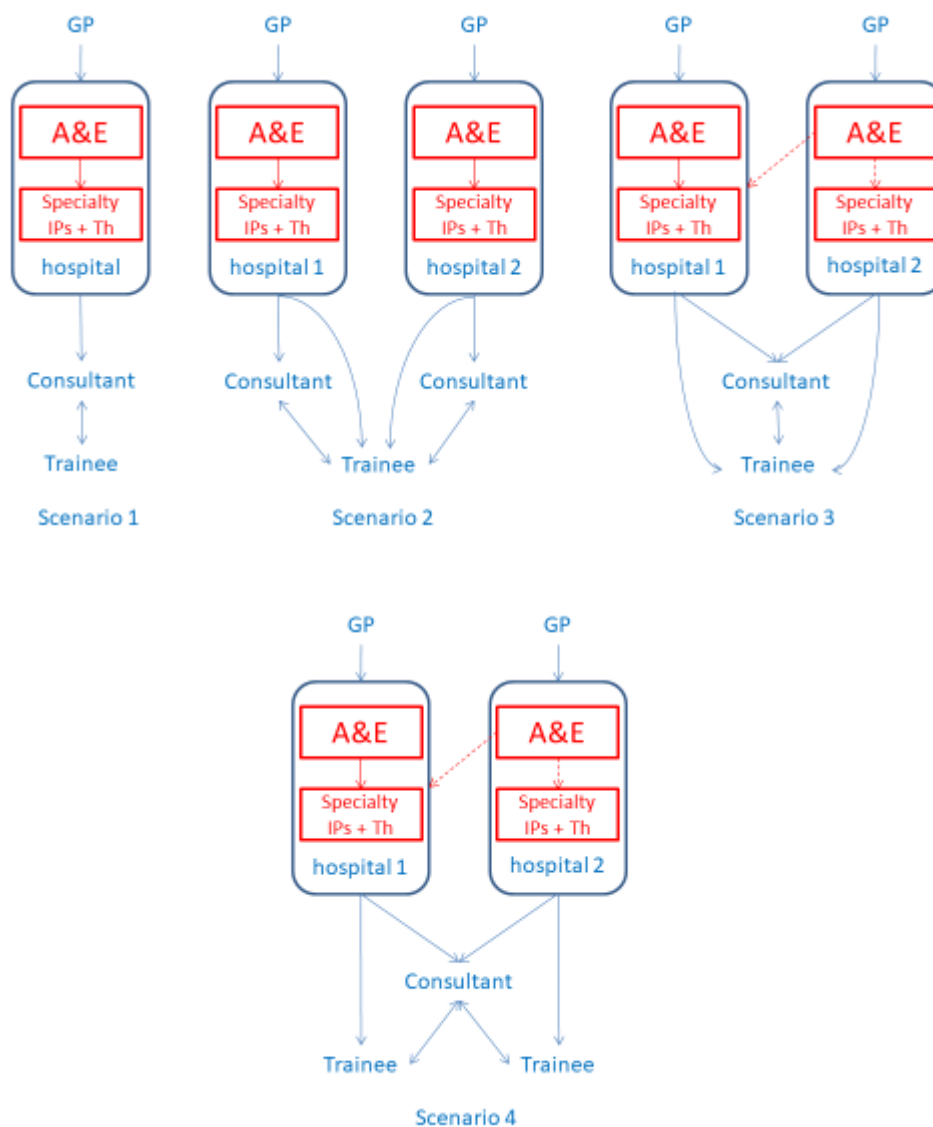 GP
GP
GP
GP
GP
A&E
A&E
A&E
A&E
A&E
Specialty
IPs + Th
Specialty
IPs + Th
Specialty
IPs + Th
Specialty
IPs + Th
Specialty
IPs + Th
hospital
hospital 1
hospital 2
hospital 1
hospital 2
Consultant
Consultant
Consultant
Consultant
Trainee
Trainee
Trainee
Scenario 1
Scenario 2
Scenario 3
GP
GP
A&E
A&E
Specialty
IPs + Th
Specialty
IPs + Th
hospital 1
hospital 2
Consultant
Trainee
Trainee
Scenario 4